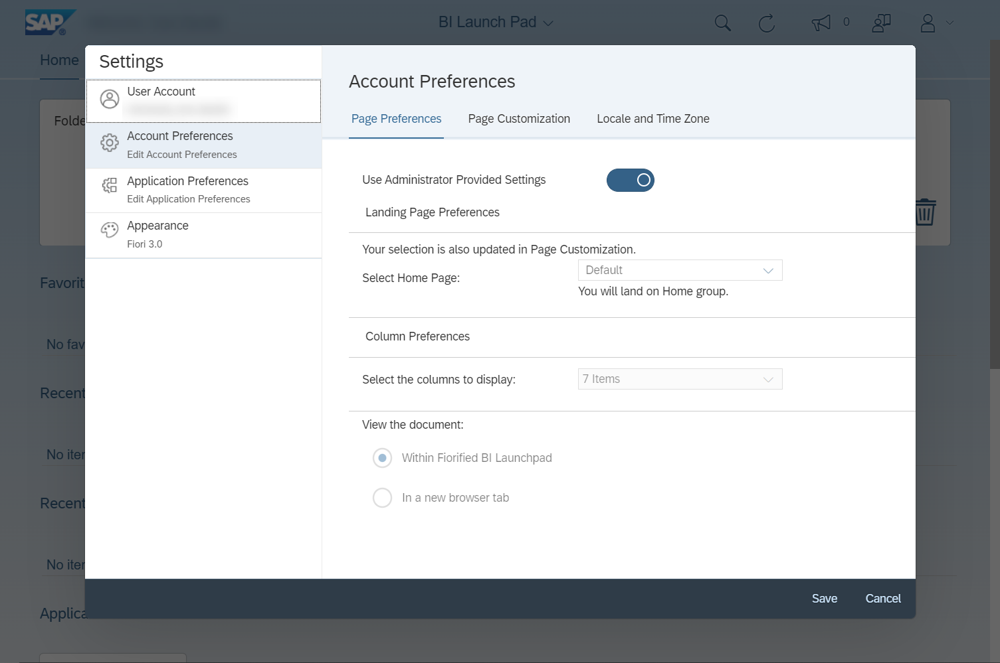 SAP
BI Launch Pad
0
Home
Settings
User Account
Account Preferences
Edit Account Preferences
Application Preferences
Edit Application Preferences
Appearance
Fiori 3.0
Account Preferences
Page Preferences
Page Customization
Locale and Time Zone
Use Administrator Provided Settings
Landing Page Preferences
Your selection is also updated in Page Customization.
Select Home Page:
Default
You will land on Home group.
Column Preferences
Select the columns to display:
7 Items
View the document:
Within Fiorified BI Launchpad
In a new browser tab
Save
Cancel
Folde
Favorit
No fav
Recent
No iter
Recent
No iter
Applica